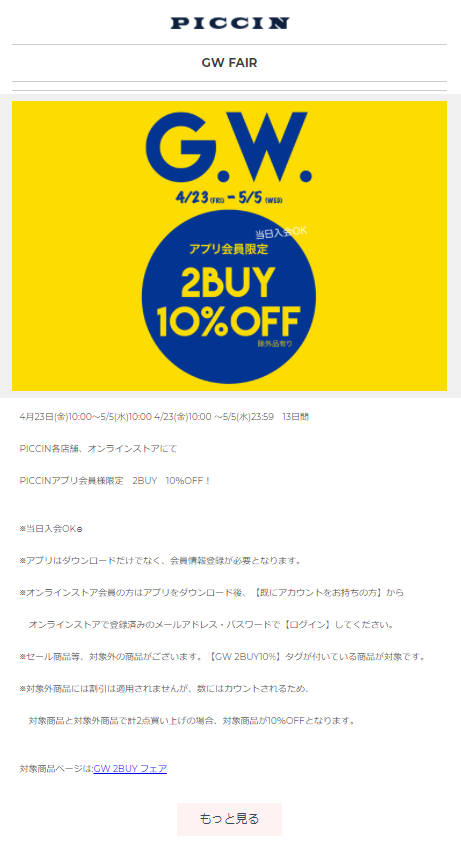 PICCIN
GW FAIR
G.W.
4/23(FRI) - 5/5(WED)
当日入会OK
アプリ会員限定
2BUY
10%OFF
除外品有り
4月23日(金)10:00～5/5(水)10:00 4/23(金)10:00 ～5/5(水)23:59　13日間
PICCIN各店舗、オンラインストアにて
PICCINアプリ会員様限定　2BUY　10%OFF！
※当日入会OK☻
※アプリはダウンロードだけでなく、会員情報登録が必要となります。
※オンラインストア会員の方はアプリをダウンロード後、【既にアカウントをお持ちの方】から
オンラインストアで登録済みのメールアドレス・パスワードで【ログイン】してください。
※セール商品等、対象外の商品がございます。【GW 2BUY10%】タグが付いている商品が対象です。
※対象外商品には割引は適用されませんが、数にはカウントされるため、
対象商品と対象外商品で計2点買い上げの場合、対象商品が10%OFFとなります。
対象商品ページは:GW 2BUY フェア
もっと見る